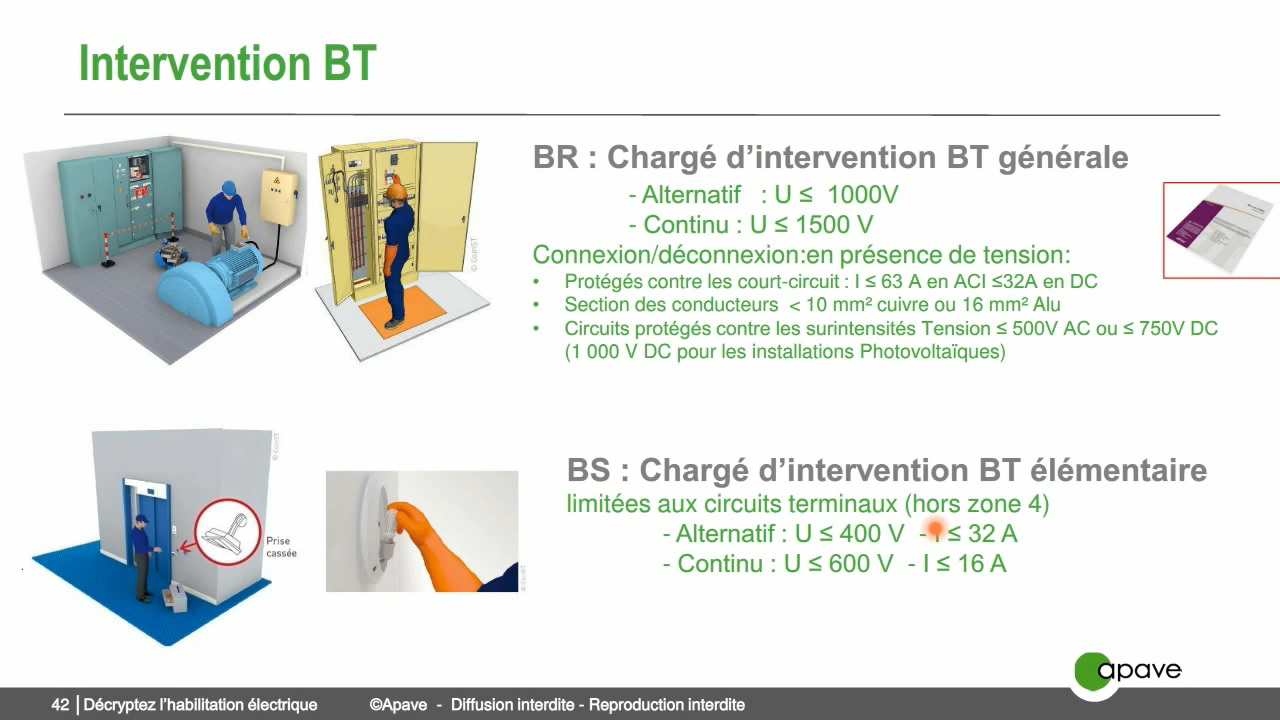 Intervention BT
BR : Chargé d'intervention BT générale
- Alternatif : U ≤ 1000V
- Continu : U ≤ 1500 V
Connexion/déconnexion:en présence de tension:
• Protégés contre les court-circuit : I ≤ 63 A en ACI ≤32A en DC
• Section des conducteurs < 10 mm² cuivre ou 16 mm² Alu
• Circuits protégés contre les surintensités Tension ≤ 500V AC ou ≤ 750V DC
(1 000 V DC pour les installations Photovoltaïques)
© ComST
BS : Chargé d'intervention BT élémentaire
limitées aux circuits terminaux (hors zone 4)
- Alternatif : U ≤ 400 V - I ≤ 32 A
- Continu : U ≤ 600 V - I ≤ 16 A
© ComST
Prise
cassée
© ComST
apave
42 | Décryptez l'habilitation électrique ©Apave - Diffusion interdite - Reproduction interdite